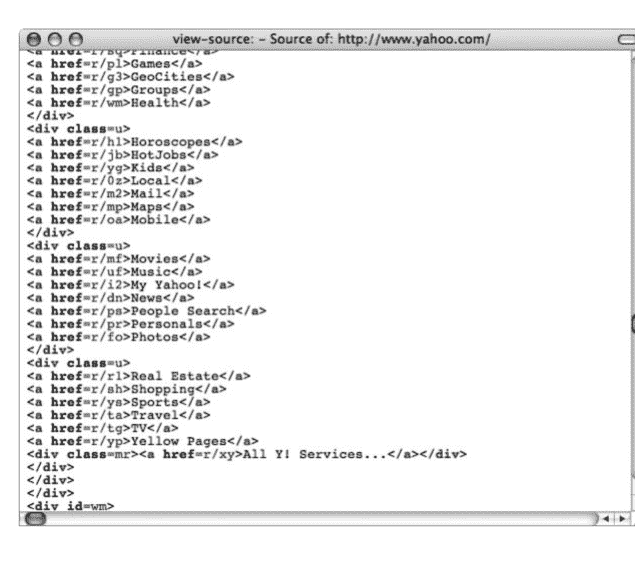 view-source: - Source of: http://www.yahoo.com/
<a href=r/sq>Finance</a>
<a href=r/pl>Games</a>
<a href=r/g3>GeoCities</a>
<a href=r/gp>Groups</a>
<a href=r/wm>Health</a>
</div>
<div class=u>
<a href=r/h1>Horoscopes</a>
<a href=r/jb>HotJobs</a>
<a href=r/yg>Kids</a>
<a href=r/0z>Local</a>
<a href=r/m2>Mail</a>
<a href=r/mp>Maps</a>
<a href=r/oa>Mobile</a>
</div>
<div class=u>
<a href=r/mf>Movies</a>
<a href=r/uf>Music</a>
<a href=r/i2>My Yahoo!</a>
<a href=r/dn>News</a>
<a href=r/ps>People Search</a>
<a href=r/pr>Personals</a>
<a href=r/fo>Photos</a>
</div>
<div class=u>
<a href=r/rl>Real Estate</a>
<a href=r/sh>Shopping</a>
<a href=r/ys>Sports</a>
<a href=r/ta>Travel</a>
<a href=r/tg>TV</a>
<a href=r/yp>Yellow Pages</a>
<div class=mr><a href=r/xy>All Y! Services...</a></div>
</div>
</div>
</div>
<div id=wm>